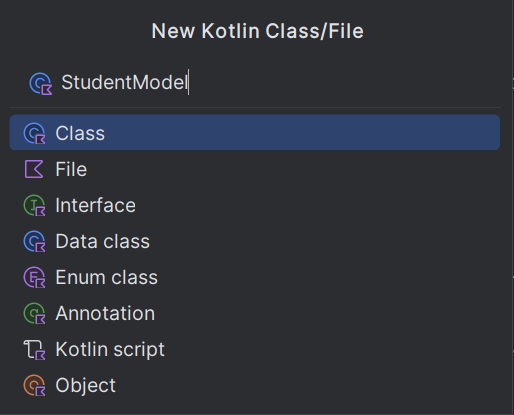 New Kotlin Class/File
StudentModel
Class
File
Interface
Data class
Enum class
Annotation
Kotlin script
Object